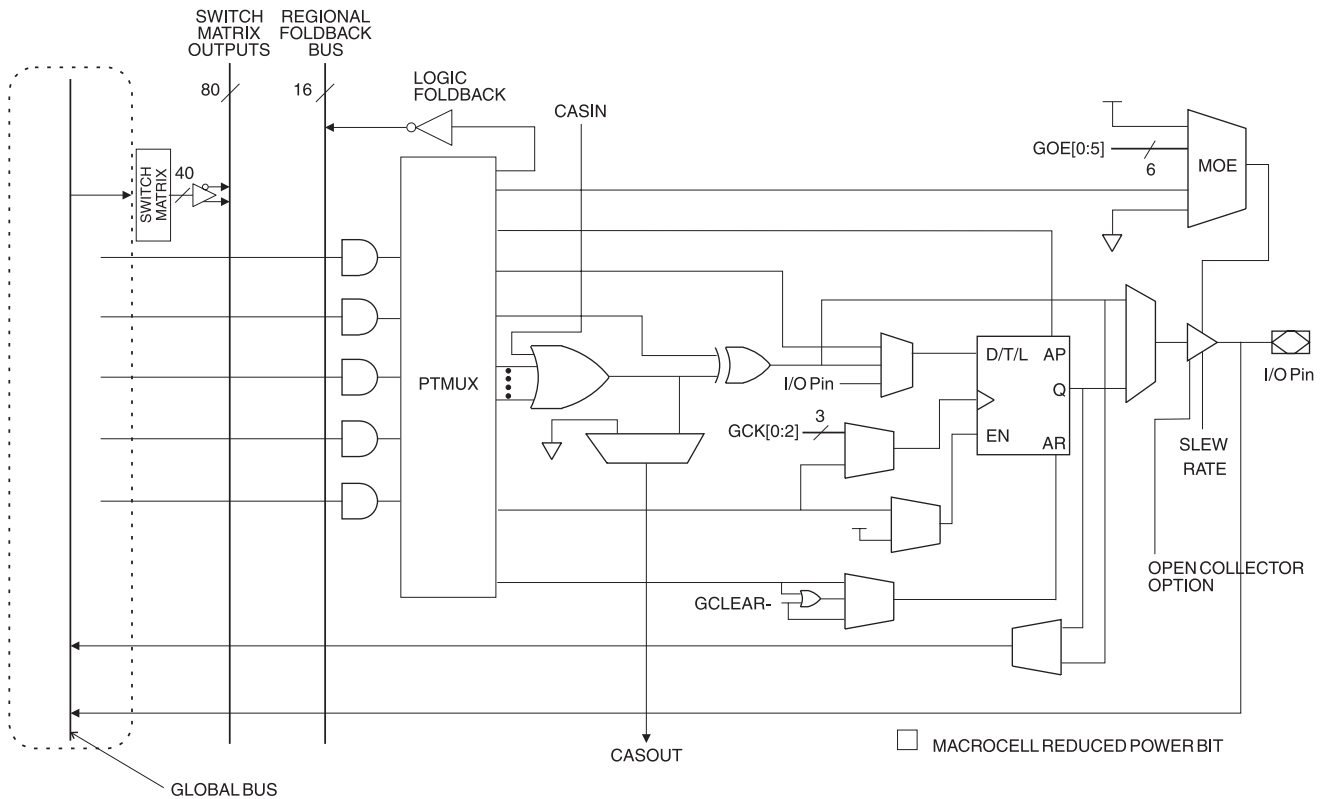 SWITCH
MATRIX
OUTPUTS
REGIONAL
FOLDBACK
BUS
80
16
LOGIC
FOLDBACK
CASIN
GOE[0:5]
6
MOE
SWITCH
MATRIX
40
PTMUX
I/O Pin
D/T/L
AP
Q
EN
AR
I/O Pin
GCK[0:2]
3
SLEW
RATE
OPEN COLLECTOR
OPTION
GCLEAR-
CASOUT
MACROCELL REDUCED POWER BIT
GLOBAL BUS